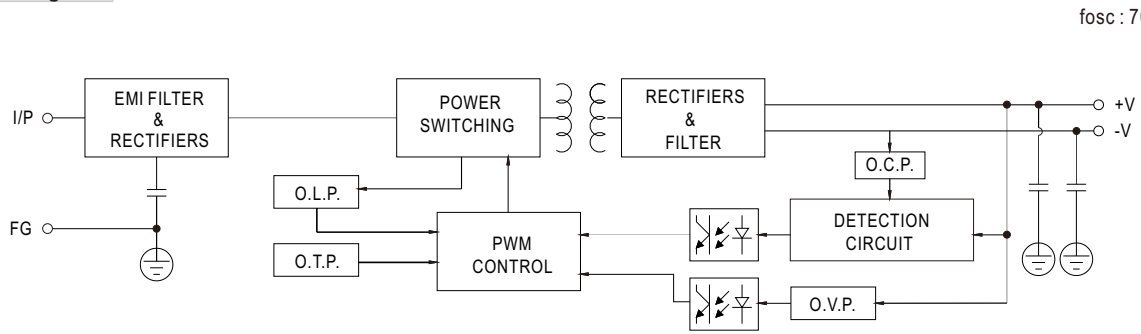 fosc : 7
I/P
EMI FILTER
&
RECTIFIERS
POWER
SWITCHING
RECTIFIERS
&
FILTER
+V
-V
O.C.P.
O.L.P.
FG
PWM
CONTROL
DETECTION
CIRCUIT
O.T.P.
O.V.P.